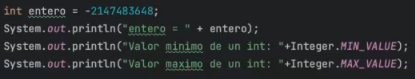 int entero = -2147483648;
System.out.println("entero = " + entero);
System.out.println("Valor minimo de un int: "+Integer.MIN_VALUE);
System.out.println("Valor maximo de un int: "+Integer.MAX_VALUE);